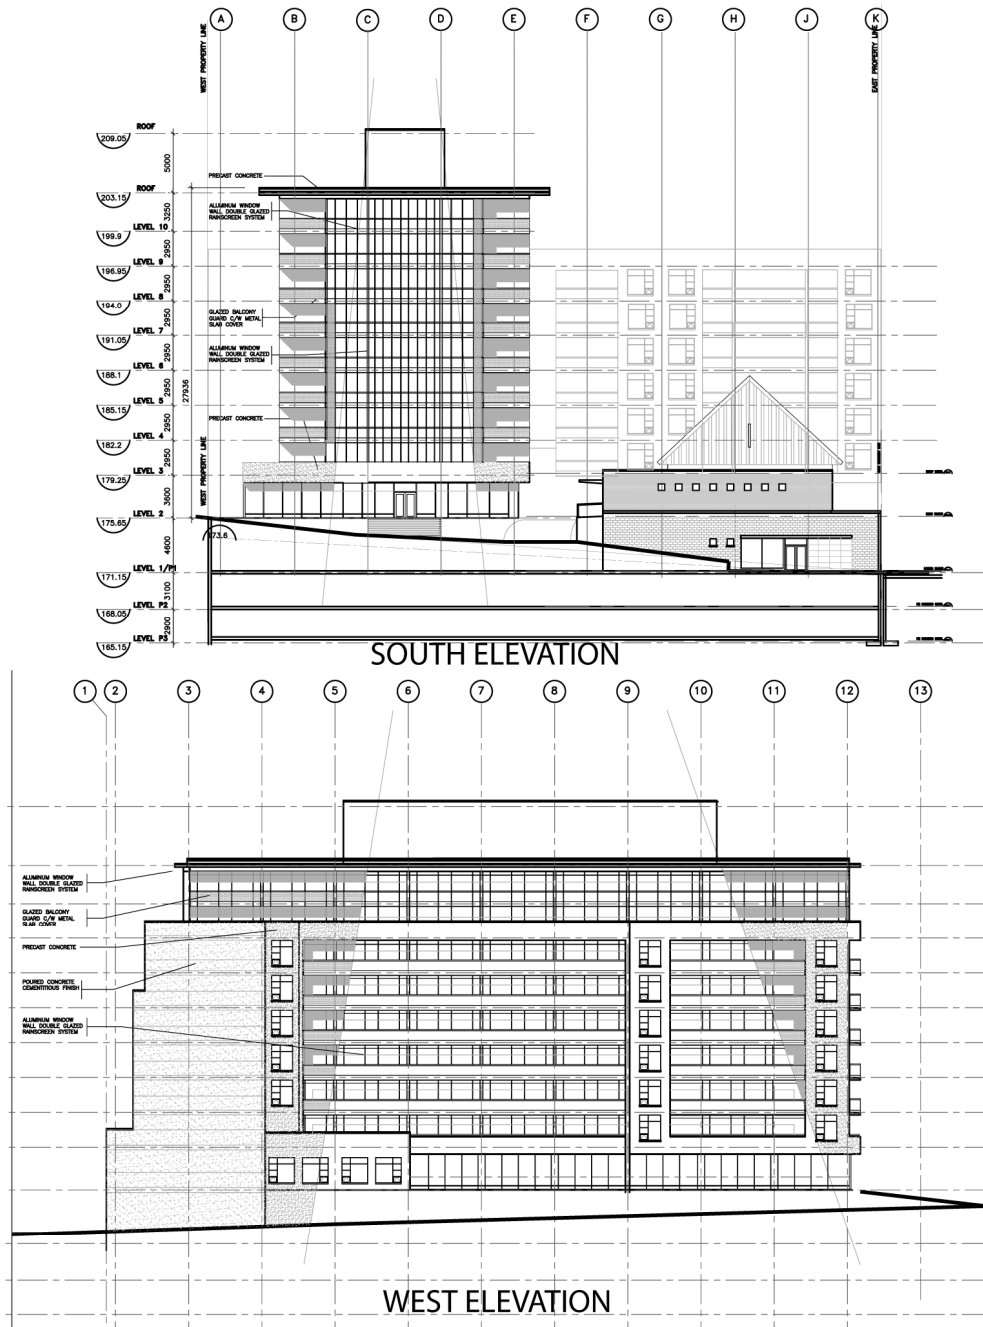 A B C D E F G H J K
WEST PROPERTY LINE
EAST PROPERTY LINE
209.05 ROOF
5000
203.15 ROOF
3250
199.9 LEVEL 10
2950
196.95 LEVEL 9
2950
194.0 LEVEL 8
2950
191.05 LEVEL 7
2950
188.1 LEVEL 6
2950
185.15 LEVEL 5
2950
182.2 LEVEL 4
2950
179.25 LEVEL 3
3600
175.65 LEVEL 2
4600
171.15 LEVEL 1/P1
3100
168.05 LEVEL P2
2900
165.15 LEVEL P3
27936
PRECAST CONCRETE
ALUMINUM WINDOW
WALL DOUBLE GLAZED
RAINSCREEN SYSTEM
GLAZED BALCONY
GUARD C/W METAL
SLAB COVER
ALUMINUM WINDOW
WALL DOUBLE GLAZED
RAINSCREEN SYSTEM
PRECAST CONCRETE
WEST PROPERTY LINE
173.6
SOUTH ELEVATION
1 2 3 4 5 6 7 8 9 10 11 12 13
ALUMINUM WINDOW
WALL DOUBLE GLAZED
RAINSCREEN SYSTEM
GLAZED BALCONY
GUARD C/W METAL
SLAB COVER
PRECAST CONCRETE
POURED CONCRETE
CEMENTITIOUS FINISH
ALUMINUM WINDOW
WALL DOUBLE GLAZED
RAINSCREEN SYSTEM
WEST ELEVATION